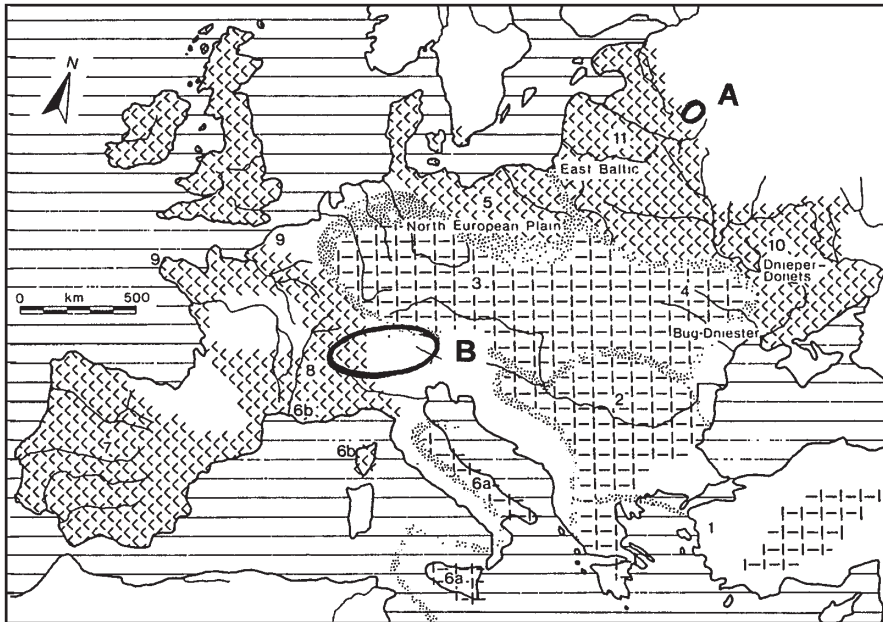 N
A
11
East Baltic
5
North European Plain
10
Dnieper-
Donets
9
9
0 km 500
3
4
Bug-Dniester
B
8
2
6b
7
6b
6a
1
6a